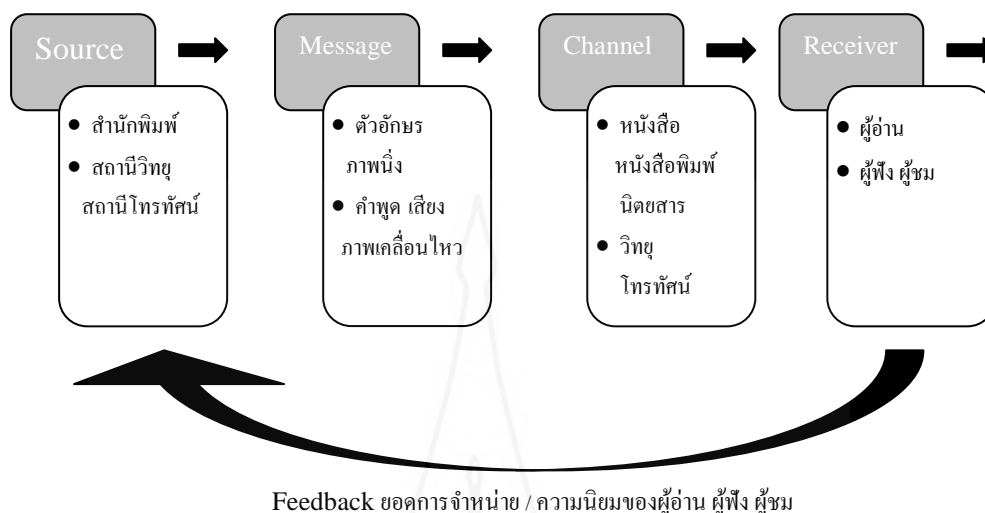 Source
Message
Channel
Receiver
• สำนักพิมพ์
• สถานีวิทยุ
สถานีโทรทัศน์
• ตัวอักษร
ภาพนิ่ง
• คำพูด เสียง
ภาพเคลื่อนไหว
• หนังสือ
หนังสือพิมพ์
นิตยสาร
• วิทยุ
โทรทัศน์
• ผู้อ่าน
• ผู้ฟัง ผู้ชม
Feedback ยอดการจำหน่าย / ความนิยมของผู้อ่าน ผู้ฟัง ผู้ชม